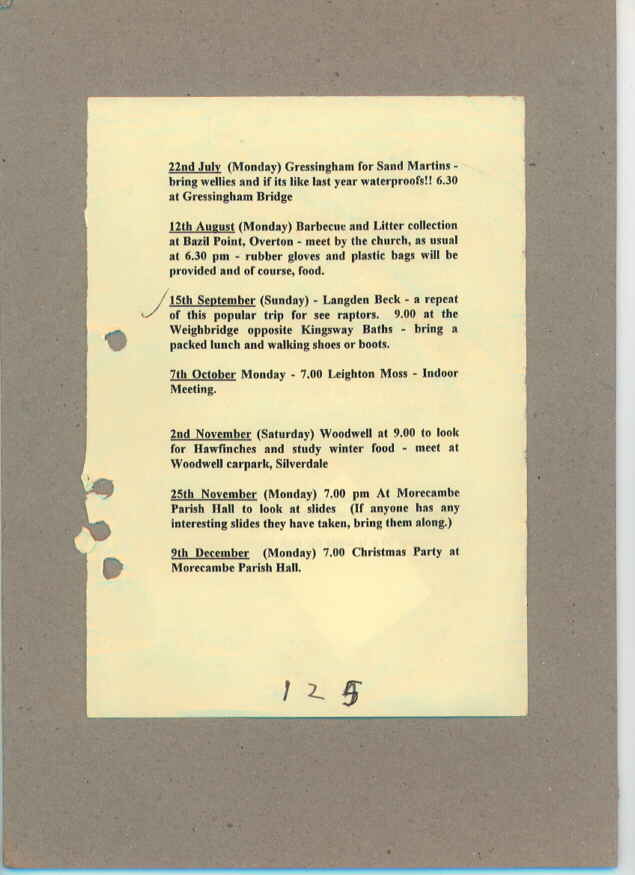 22nd July (Monday) Gressingham for Sand Martins -
bring wellies and if its like last year waterproofs!! 6.30
at Gressingham Bridge
12th August (Monday) Barbecue and Litter collection
at Bazil Point, Overton - meet by the church, as usual
at 6.30 pm - rubber gloves and plastic bags will be
provided and of course, food.
15th September (Sunday) - Langden Beck - a repeat
of this popular trip for see raptors. 9.00 at the
Weighbridge opposite Kingsway Baths - bring a
packed lunch and walking shoes or boots.
7th October Monday - 7.00 Leighton Moss - Indoor
Meeting.
2nd November (Saturday) Woodwell at 9.00 to look
for Hawfinches and study winter food - meet at
Woodwell carpark, Silverdale
25th November (Monday) 7.00 pm At Morecambe
Parish Hall to look at slides (If anyone has any
interesting slides they have taken, bring them along.)
9th December (Monday) 7.00 Christmas Party at
Morecambe Parish Hall.
1 2 5